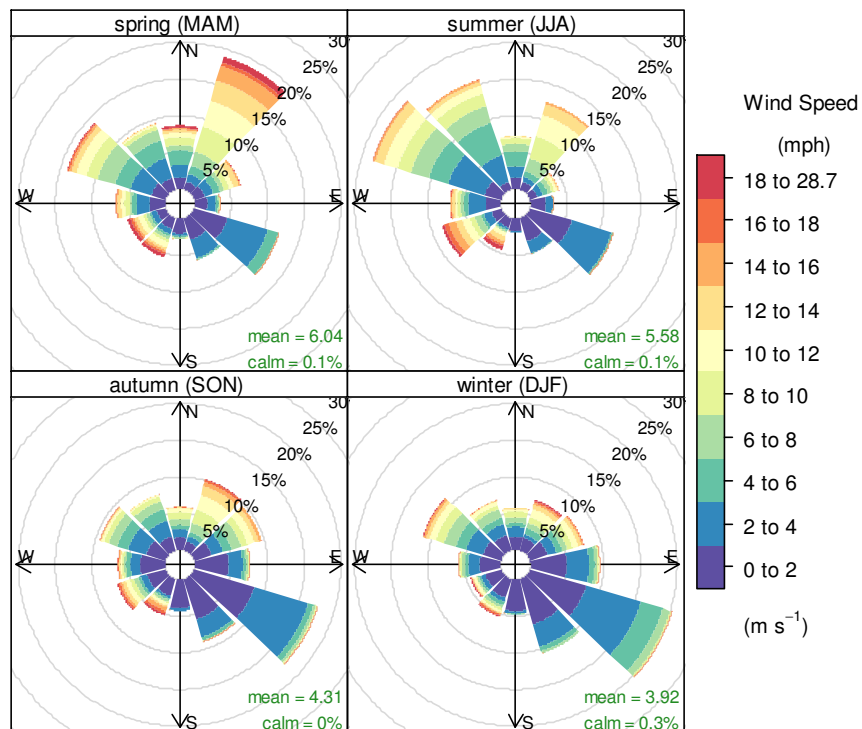 spring (MAM)
N
E
S
W
5%
10%
15%
20%
25%
30
mean = 6.04
calm = 0.1%
summer (JJA)
N
E
S
W
5%
10%
15%
20%
25%
30
mean = 5.58
calm = 0.1%
autumn (SON)
N
E
S
W
5%
10%
15%
20%
25%
30
mean = 4.31
calm = 0%
winter (DJF)
N
E
S
W
5%
10%
15%
20%
25%
30
mean = 3.92
calm = 0.3%
Wind Speed
(mph)
18 to 28.7
16 to 18
14 to 16
12 to 14
10 to 12
8 to 10
6 to 8
4 to 6
2 to 4
0 to 2
(m s⁻¹)